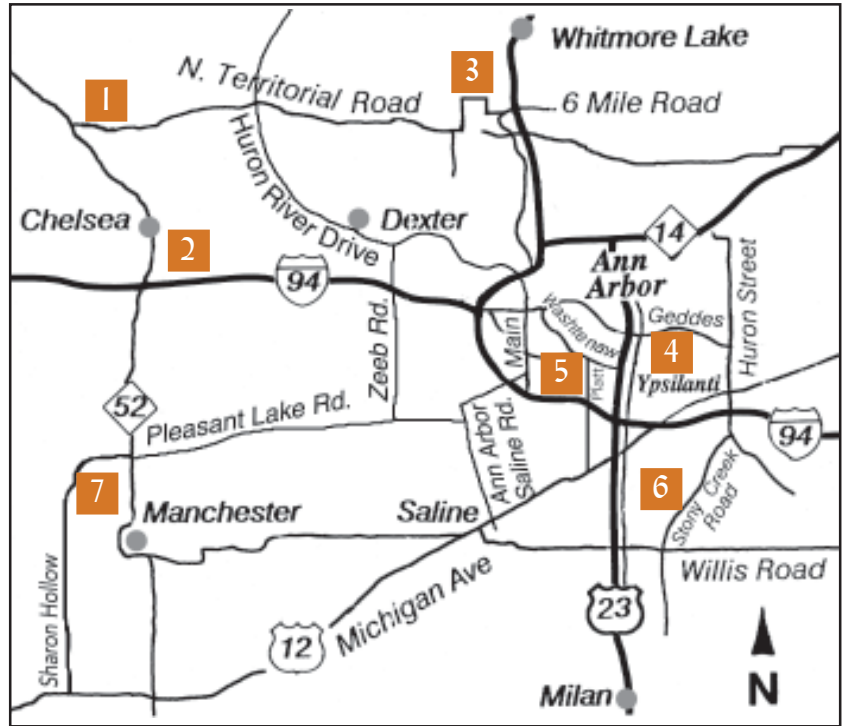 Whitmore Lake
3
N. Territorial Road
1
6 Mile Road
Huron River Drive
Chelsea
Dexter
2
14
Ann
Arbor
94
Huron Street
Washtenaw
Geddes
Zeeb Rd.
Main
4
5
Platt
Ypsilanti
52
Pleasant Lake Rd.
94
Ann Arbor
Saline Rd.
7
6
Stony Creek
Road
Manchester
Saline
Willis Road
Sharon Hollow
Michigan Ave
23
12
N
Milan